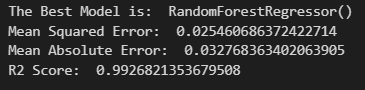 The Best Model is:  RandomForestRegressor()
Mean Squared Error:  0.025460686372422714
Mean Absolute Error:  0.032768363402063905
R2 Score:  0.9926821353679508